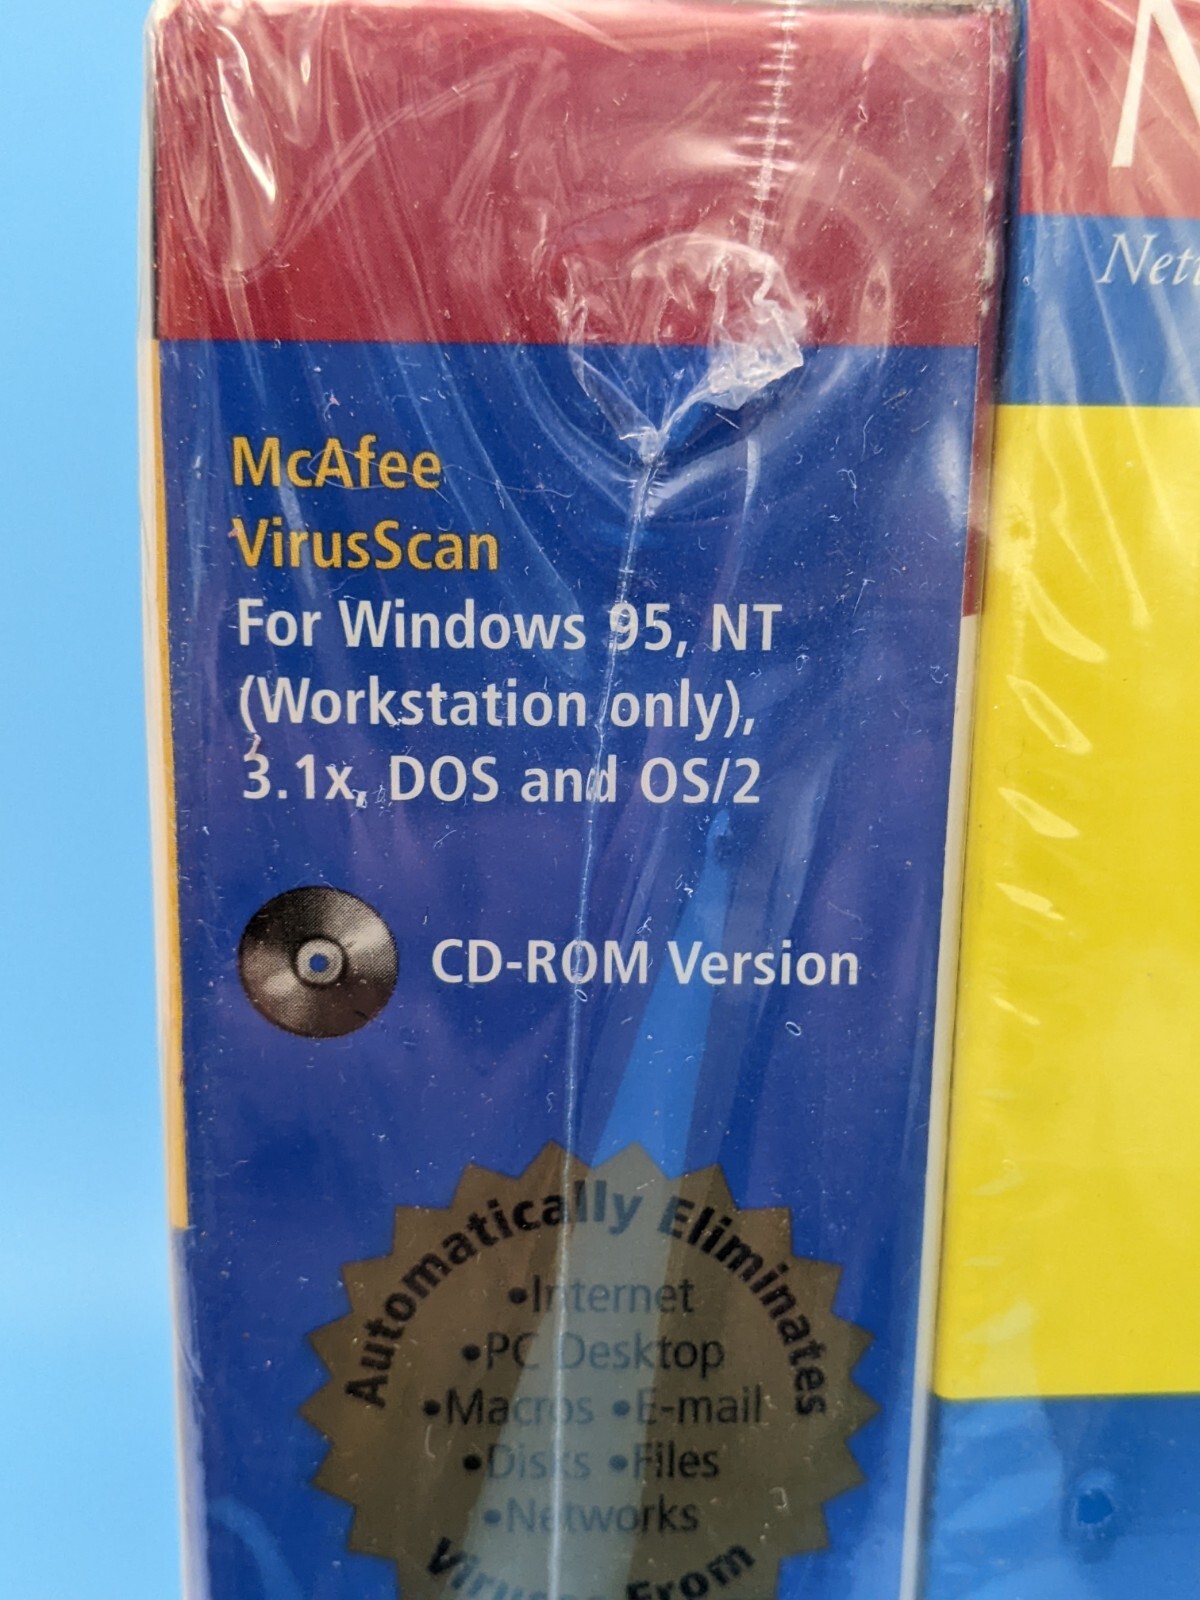 McAfee
VirusScan
For Windows 95, NT
(Workstation only),
3.1x, DOS and OS/2
CD-ROM Version
Automatically Eliminates
•Internet
•PC Desktop
•Macros •E-mail
•Disks •Files
•Networks
Viruses From